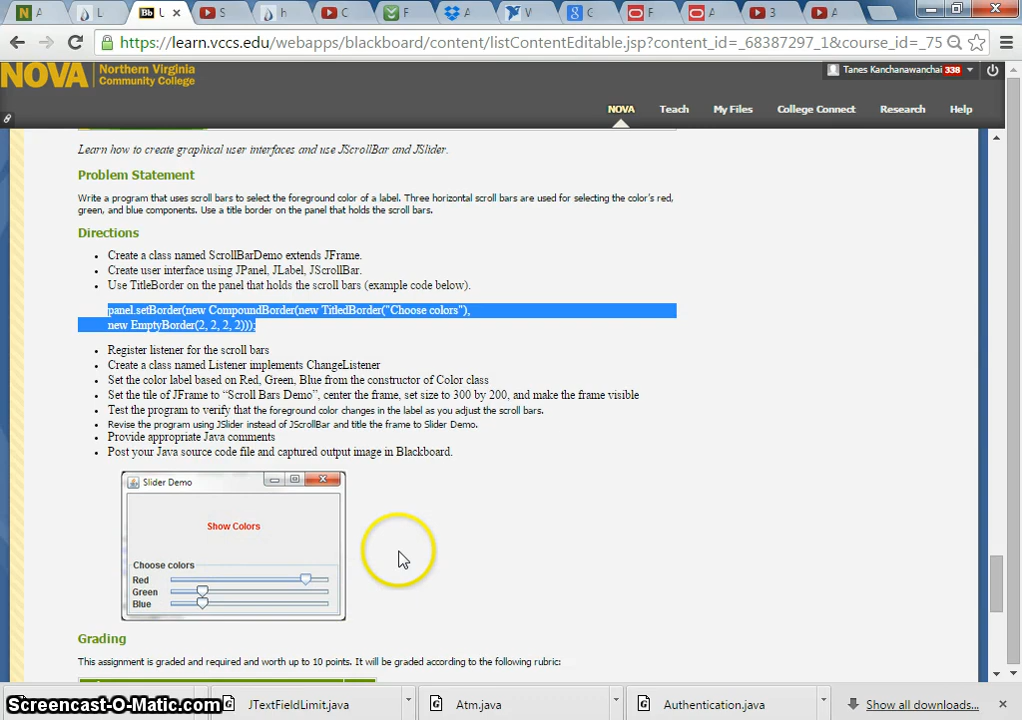 N A
L
Bb U ×
S
h
C
F
A
V
G
F
A
3
A
https://learn.vccs.edu/webapps/blackboard/content/listContentEditable.jsp?content_id=_68387297_1&course_id=_75
NOVA Northern Virginia
Community College
Tanes Kanchanawanchai 338
NOVA Teach My Files College Connect Research Help
Learn how to create graphical user interfaces and use JScrollBar and JSlider.
Problem Statement
Write a program that uses scroll bars to select the foreground color of a label. Three horizontal scroll bars are used for selecting the color's red,
green, and blue components. Use a title border on the panel that holds the scroll bars.
Directions
• Create a class named ScrollBarDemo extends JFrame.
• Create user interface using JPanel, JLabel, JScrollBar.
• Use TitleBorder on the panel that holds the scroll bars (example code below).
panel.setBorder(new CompoundBorder(new TitledBorder("Choose colors"),
new EmptyBorder(2, 2, 2, 2)));
• Register listener for the scroll bars
• Create a class named Listener implements ChangeListener
• Set the color label based on Red, Green, Blue from the constructor of Color class
• Set the tile of JFrame to “Scroll Bars Demo”, center the frame, set size to 300 by 200, and make the frame visible
• Test the program to verify that the foreground color changes in the label as you adjust the scroll bars.
• Revise the program using JSlider instead of JScrollBar and title the frame to Slider Demo.
• Provide appropriate Java comments
• Post your Java source code file and captured output image in Blackboard.
Slider Demo
Show Colors
Choose colors
Red
Green
Blue
Grading
This assignment is graded and required and worth up to 10 points. It will be graded according to the following rubric:
Screencast-O-Matic.com
JTextFieldLimit.java
Atm.java
Authentication.java
Show all downloads...